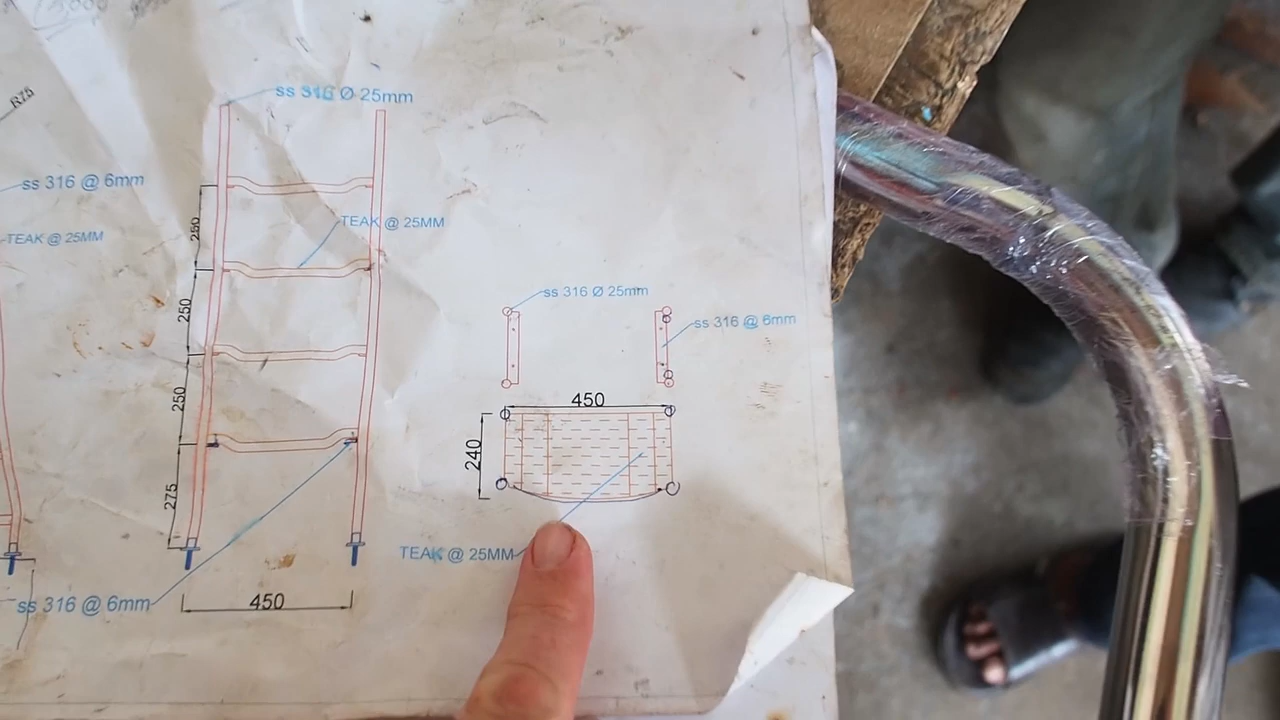 R75
ss 316 Ø 25mm
ss 316 @ 6mm
TEAK @ 25MM
250
TEAK @ 25MM
250
250
275
ss 316 @ 6mm
450
ss 316 Ø 25mm
ss 316 @ 6mm
450
240
TEAK @ 25MM